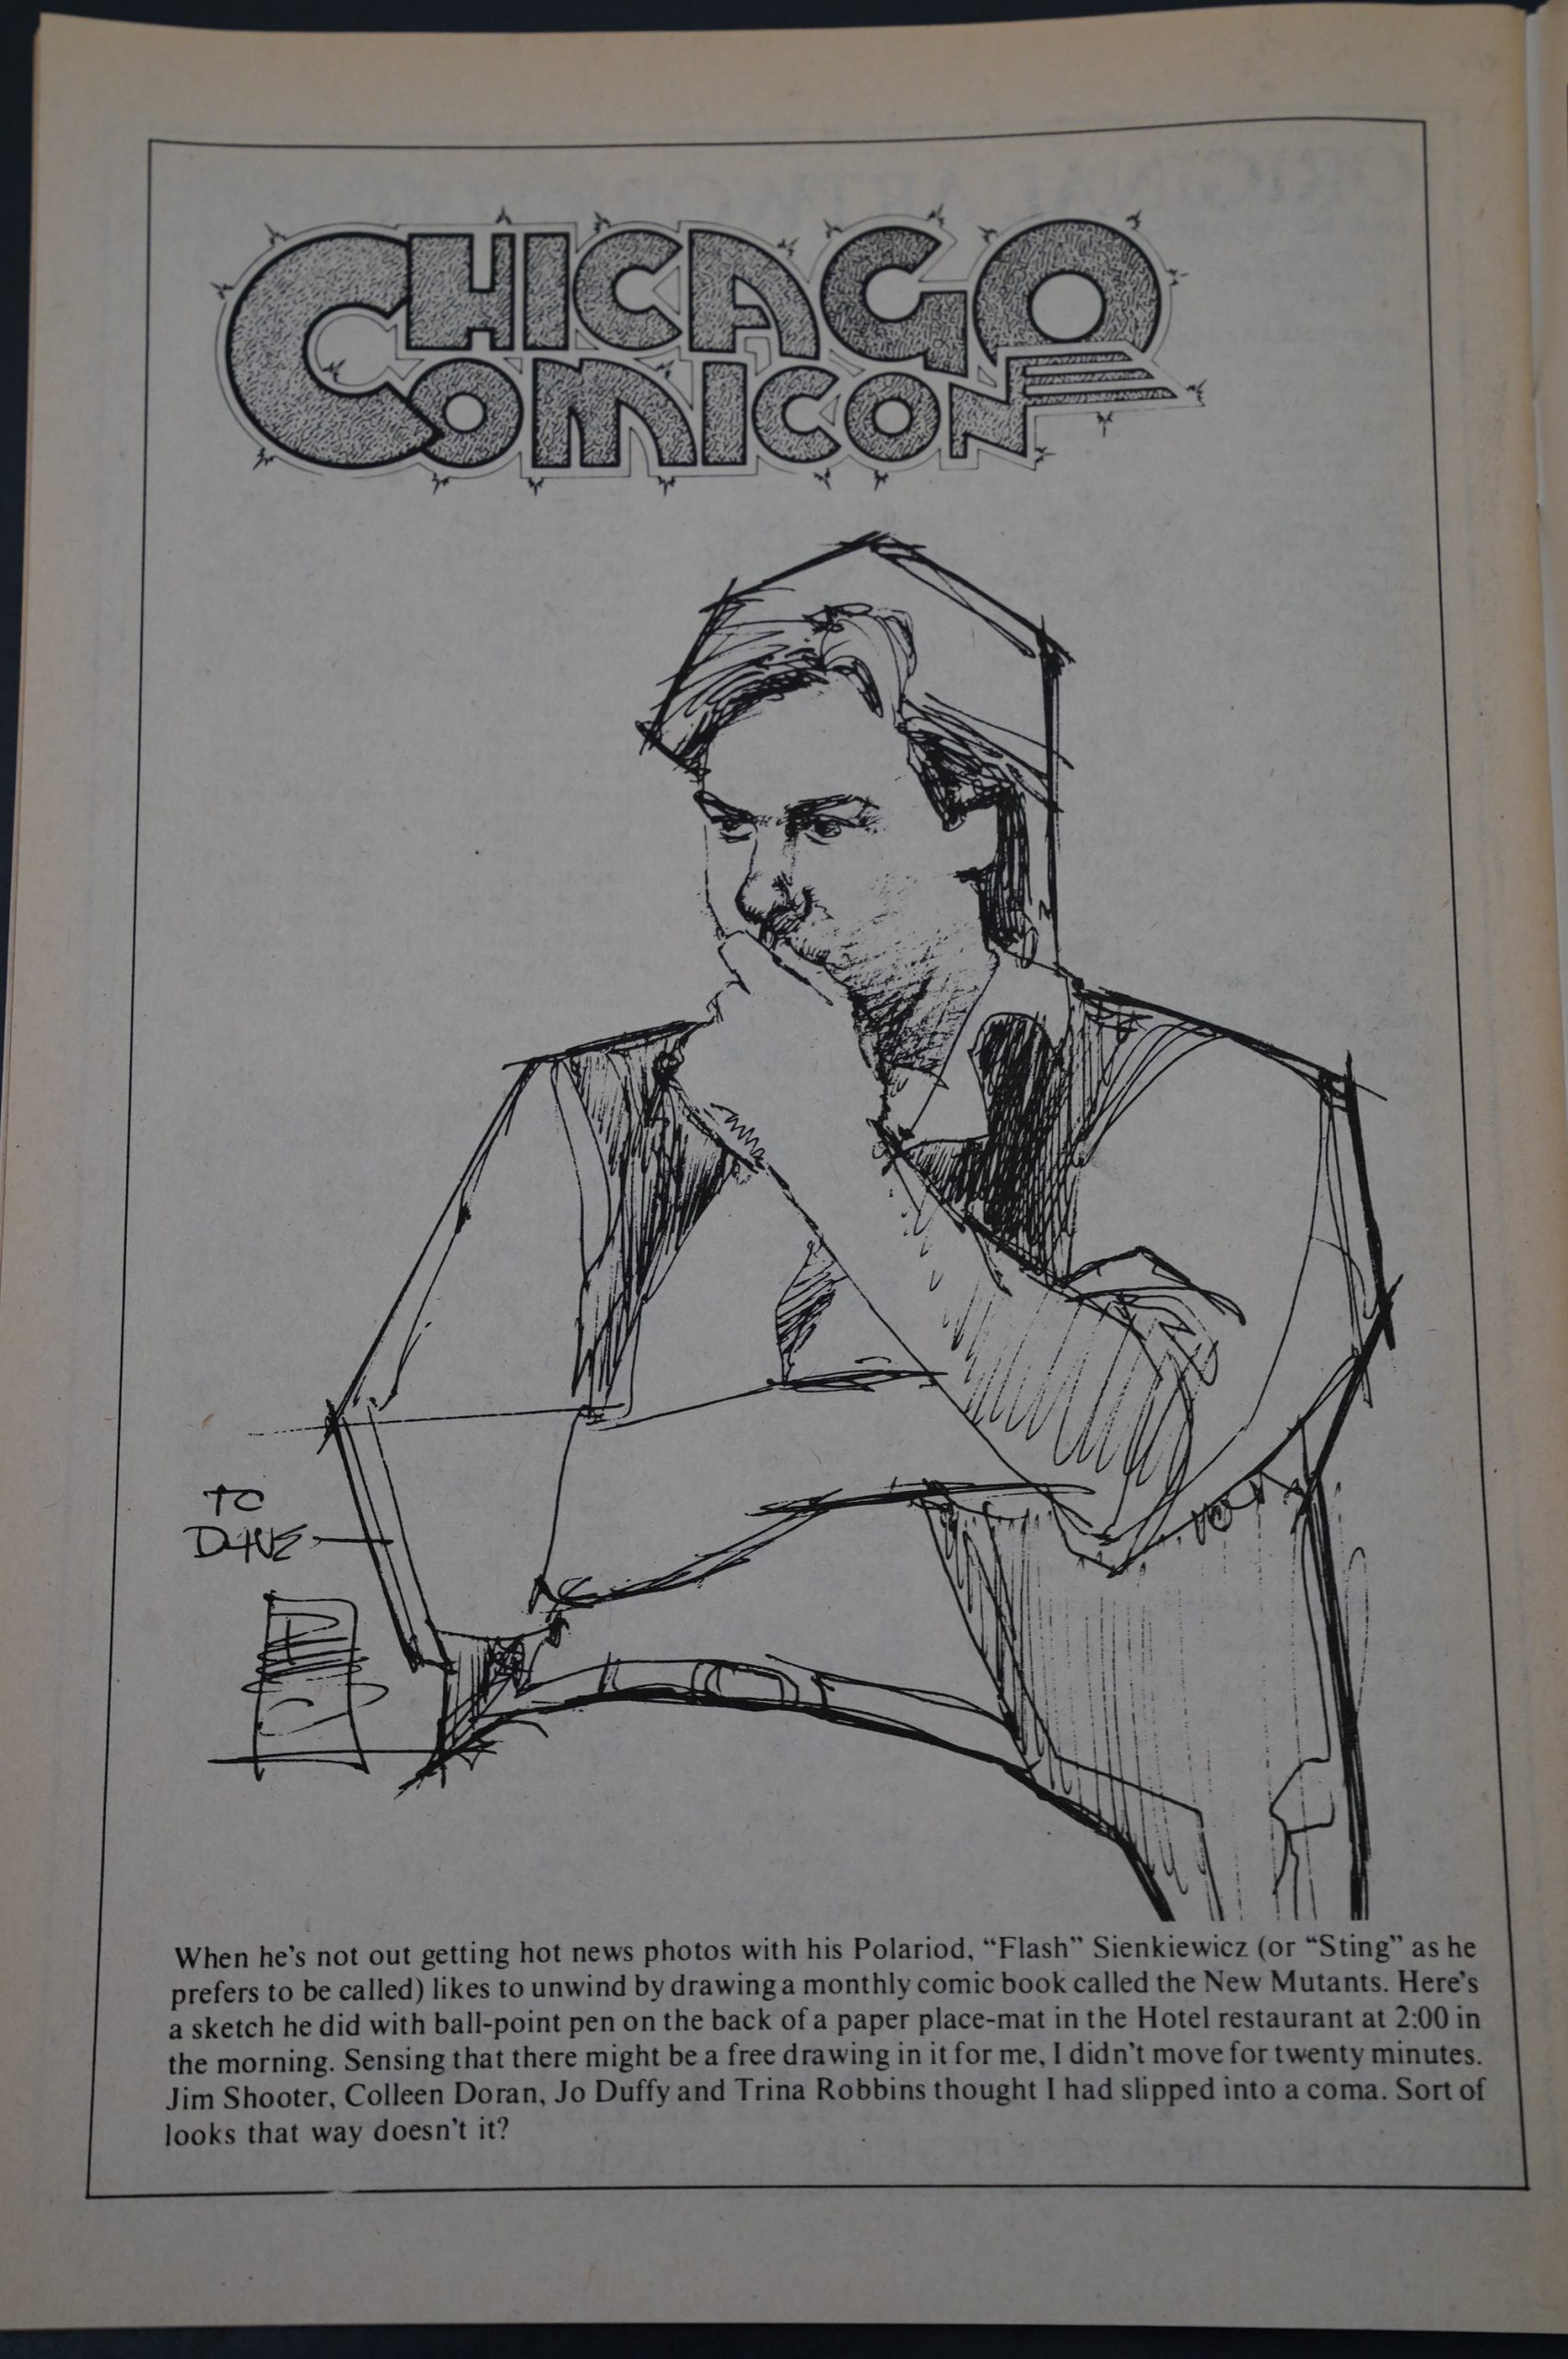 CHICAGO
COMICON
TO
DAVE
When he's not out getting hot news photos with his Polariod, “Flash” Sienkiewicz (or “Sting” as he
prefers to be called) likes to unwind by drawing a monthly comic book called the New Mutants. Here's
a sketch he did with ball-point pen on the back of a paper place-mat in the Hotel restaurant at 2:00 in
the morning. Sensing that there might be a free drawing in it for me, I didn't move for twenty minutes.
Jim Shooter, Colleen Doran, Jo Duffy and Trina Robbins thought I had slipped into a coma. Sort of
looks that way doesn't it?